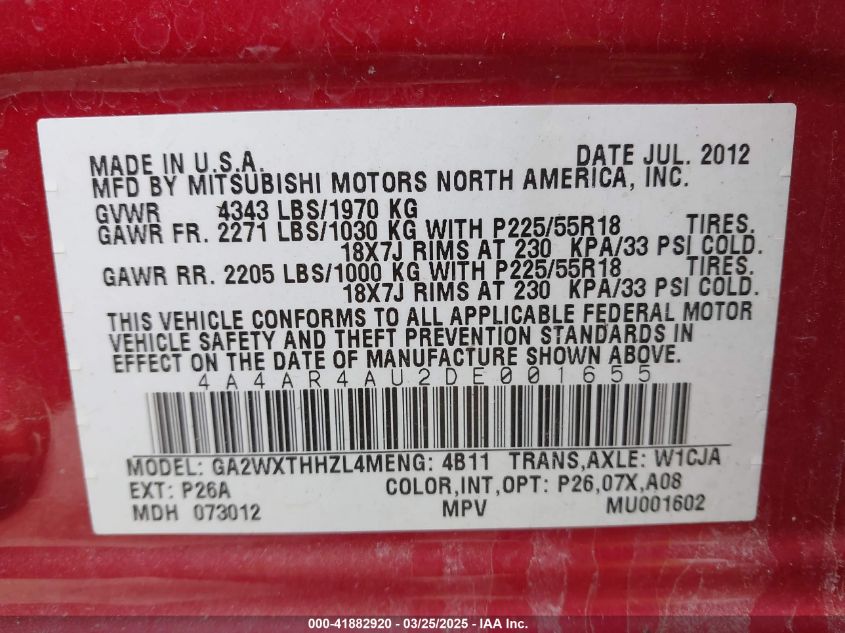 MADE IN U.S.A. DATE JUL. 2012
MFD BY MITSUBISHI MOTORS NORTH AMERICA, INC.
GVWR 4343 LBS/1970 KG
GAWR FR. 2271 LBS/1030 KG WITH P225/55R18 TIRES.
18X7J RIMS AT 230 KPA/33 PSI COLD.
GAWR RR. 2205 LBS/1000 KG WITH P225/55R18 TIRES.
18X7J RIMS AT 230 KPA/33 PSI COLD.
THIS VEHICLE CONFORMS TO ALL APPLICABLE FEDERAL MOTOR
VEHICLE SAFETY AND THEFT PREVENTION STANDARDS IN
EFFECT ON THE DATE OF MANUFACTURE SHOWN ABOVE.
4A4AR4AU2DE001655
MODEL: GA2WXTHHZL4MENG: 4B11 TRANS,AXLE: W1CJA
EXT: P26A COLOR,INT,OPT: P26,07X,A08
MDH 073012 MPV MU001602
000-41882920 - 03/25/2025 - IAA Inc.